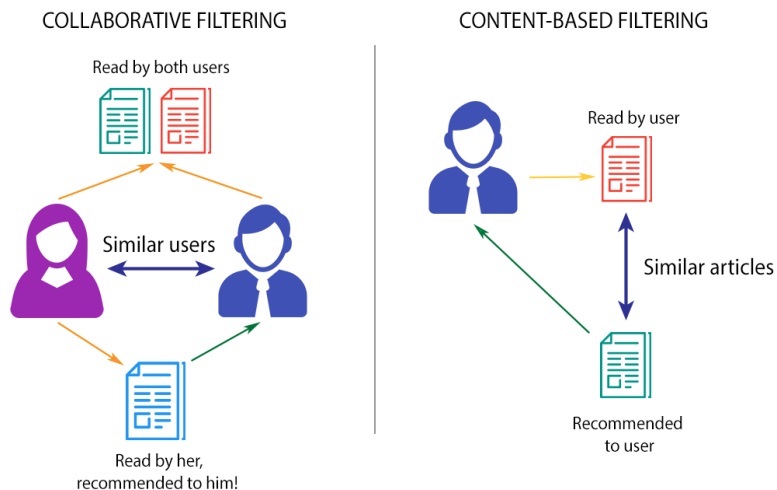 COLLABORATIVE FILTERING
Read by both users
Similar users
Read by her,
recommended to him!
CONTENT-BASED FILTERING
Read by user
Similar articles
Recommended
to user